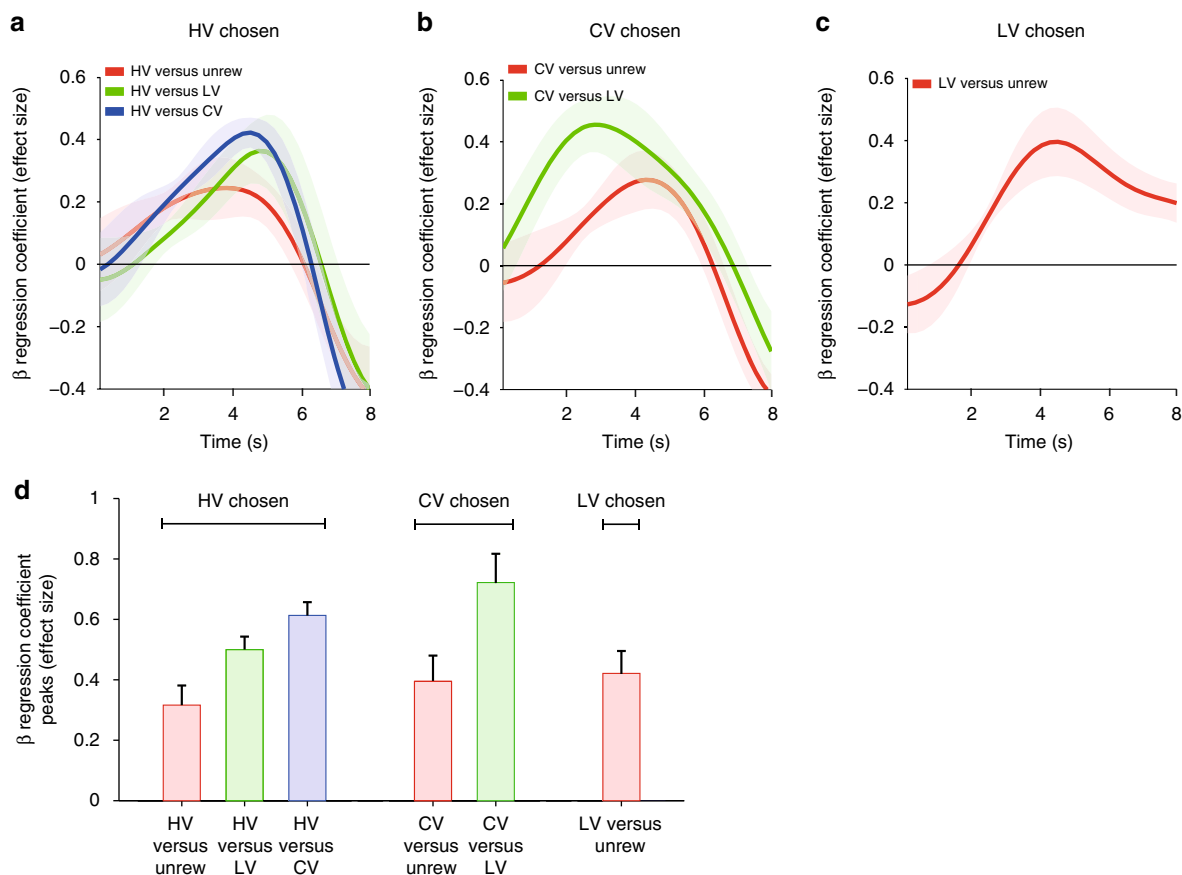 a
HV chosen
HV versus unrew
HV versus LV
HV versus CV
β regression coefficient (effect size)
0.6
0.4
0.2
0
−0.2
−0.4
2
4
6
8
Time (s)
b
CV chosen
CV versus unrew
CV versus LV
β regression coefficient (effect size)
0.6
0.4
0.2
0
−0.2
−0.4
2
4
6
8
Time (s)
c
LV chosen
LV versus unrew
β regression coefficient (effect size)
0.6
0.4
0.2
0
−0.2
−0.4
2
4
6
8
Time (s)
d
β regression coefficient
peaks (effect size)
1
0.8
0.6
0.4
0.2
0
HV chosen
CV chosen
LV chosen
HV
versus
unrew
HV
versus
LV
HV
versus
CV
CV
versus
unrew
CV
versus
LV
LV versus
unrew